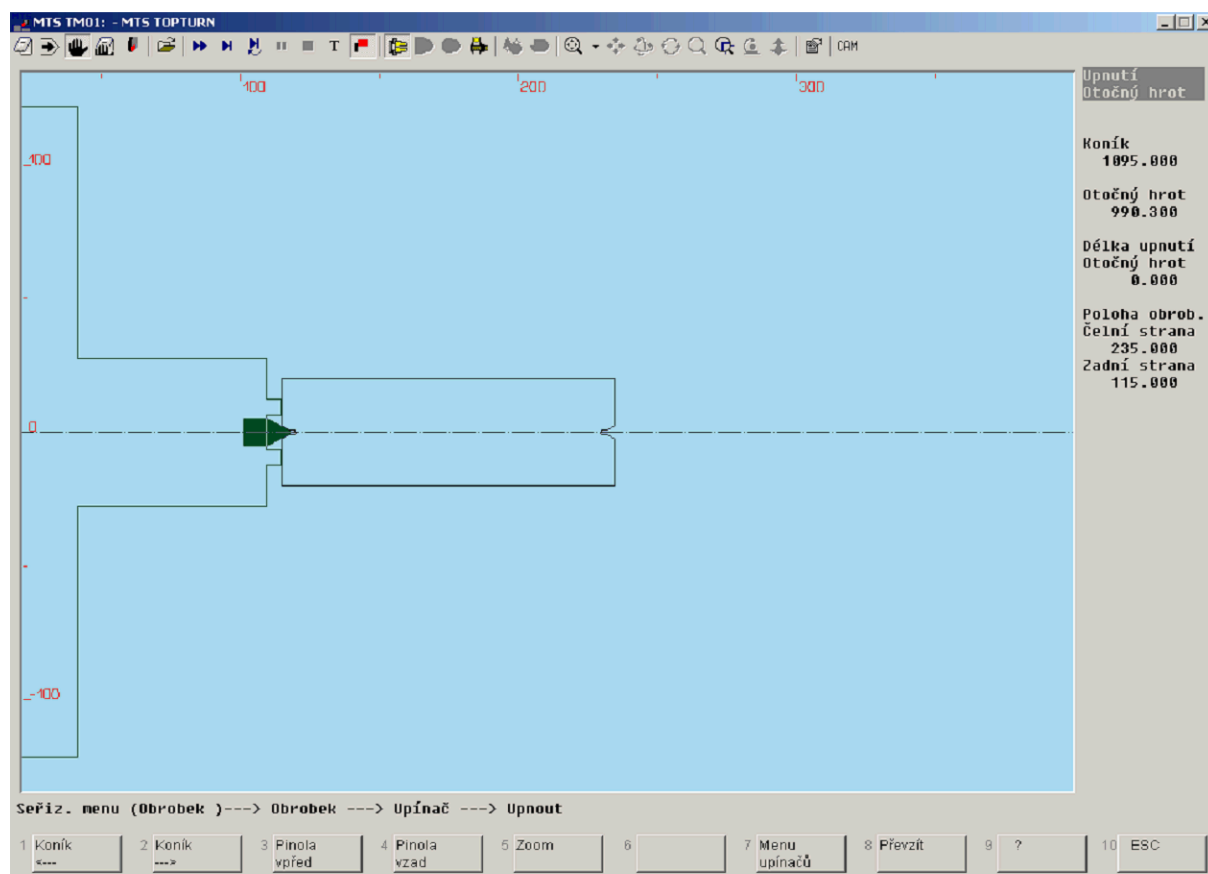 MTS TM01: - MTS TOPTURN
T
CAM
100
200
300
Upnutí
Otočný hrot
_100
Koník
1095.000
Otočný hrot
990.300
Délka upnutí
Otočný hrot
0.000
Poloha obrob.
Čelní strana
235.000
Zadní strana
115.000
0
_-100
Seřiz. menu (Obrobek )---> Obrobek ---> Upínač ---> Upnout
1 Koník <---
2 Koník --->
3 Pinola vpřed
4 Pinola vzad
5 Zoom
6
7 Menu upínačů
8 Převzít
9 ?
10 ESC